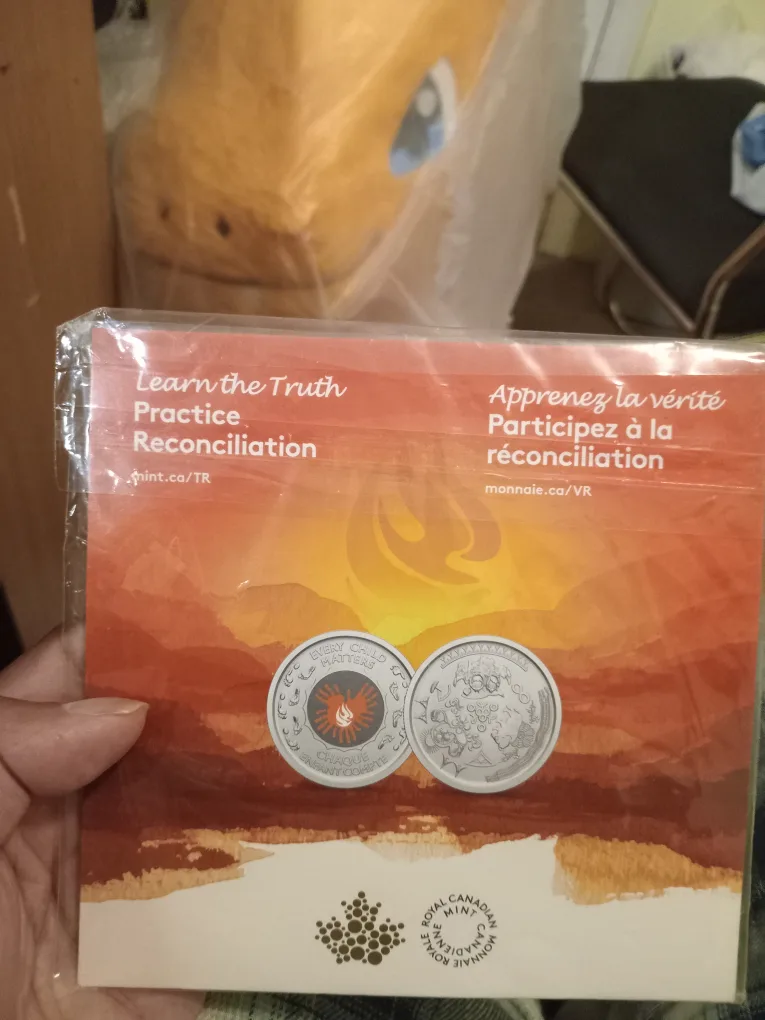 Learn the Truth
Practice
Reconciliation
mint.ca/TR
Apprenez la vérité
Participez à la
réconciliation
monnaie.ca/VR
EVERY CHILD
MATTERS
CHAQUE
ENFANT COMPTE
ROYAL CANADIAN
MINT
MONNAIE ROYALE
CANADIENNE